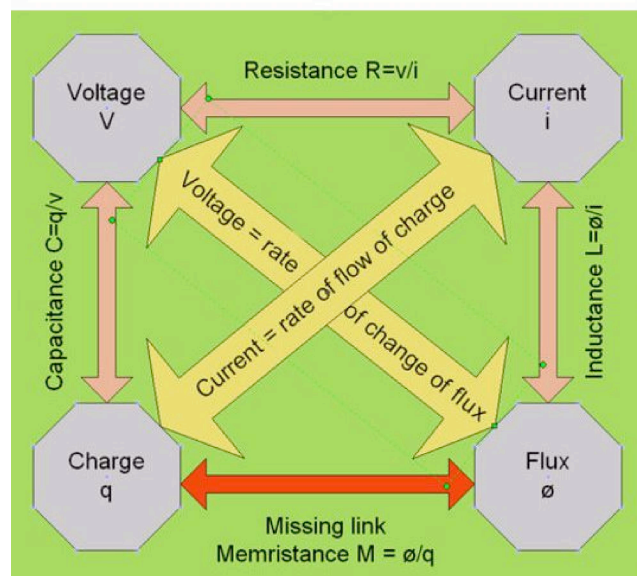 Resistance R=v/i
Voltage
V
Current
i
Voltage = rate
of change of flux
Current = rate of flow of charge
Capacitance C=q/v
Inductance L=ø/i
Charge
q
Flux
ø
Missing link
Memristance M = ø/q